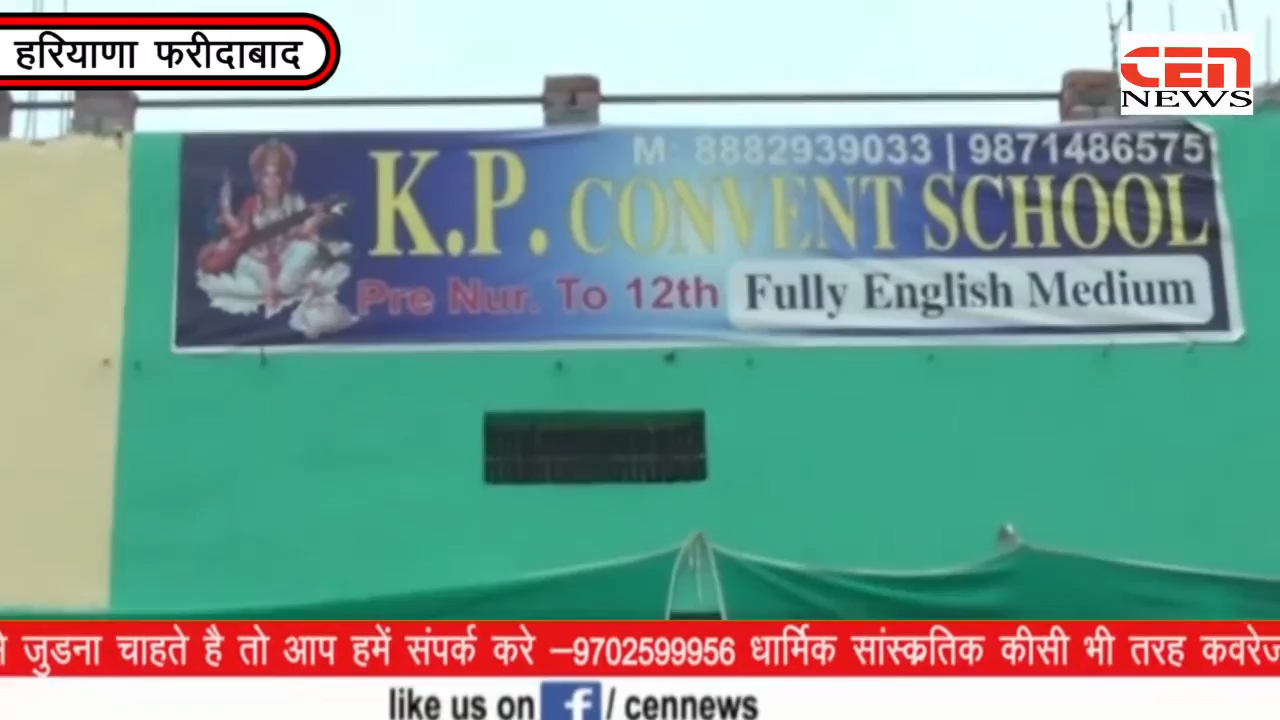 हरियाणा फरीदाबाद
CEN
NEWS
M: 8882939033 | 9871486575
K.P. CONVENT SCHOOL
Pre Nur. To 12th Fully English Medium
जुडना चाहते है तो आप हमें संपर्क करे –9702599956 धार्मिक सांस्कतिक कीसी भी तरह कवरेज
like us on f / cennews